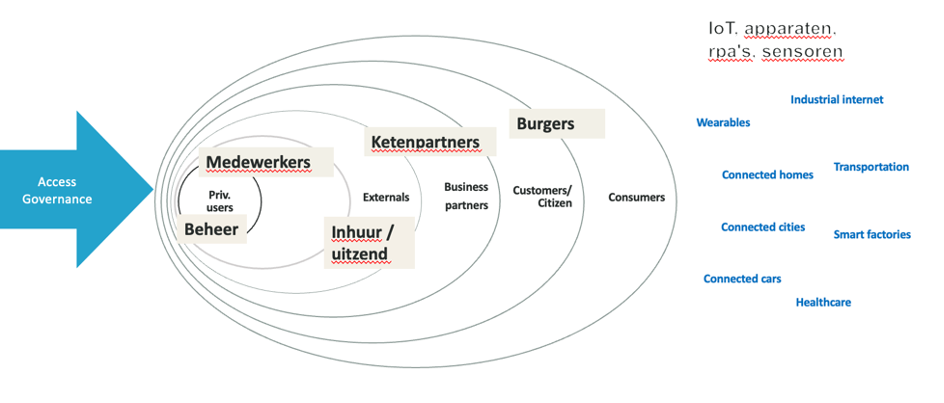 IoT. apparaten.
rpa's. sensoren
Industrial internet
Wearables
Burgers
Ketenpartners
Medewerkers
Transportation
Connected homes
Access
Governance
Priv.
users
Externals
Business
partners
Customers/
Citizen
Consumers
Beheer
Inhuur /
uitzend
Connected cities
Smart factories
Connected cars
Healthcare